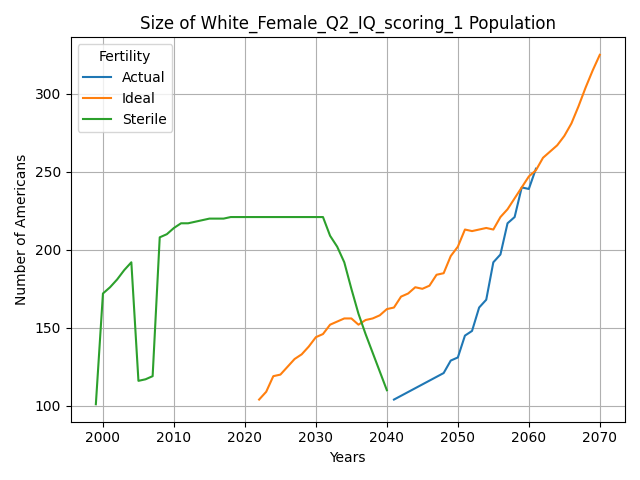 Size of White_Female_Q2_IQ_scoring_1 Population
Fertility
Actual
Ideal
Sterile
Number of Americans
300
250
200
150
100
2000 2010 2020 2030 2040 2050 2060 2070
Years